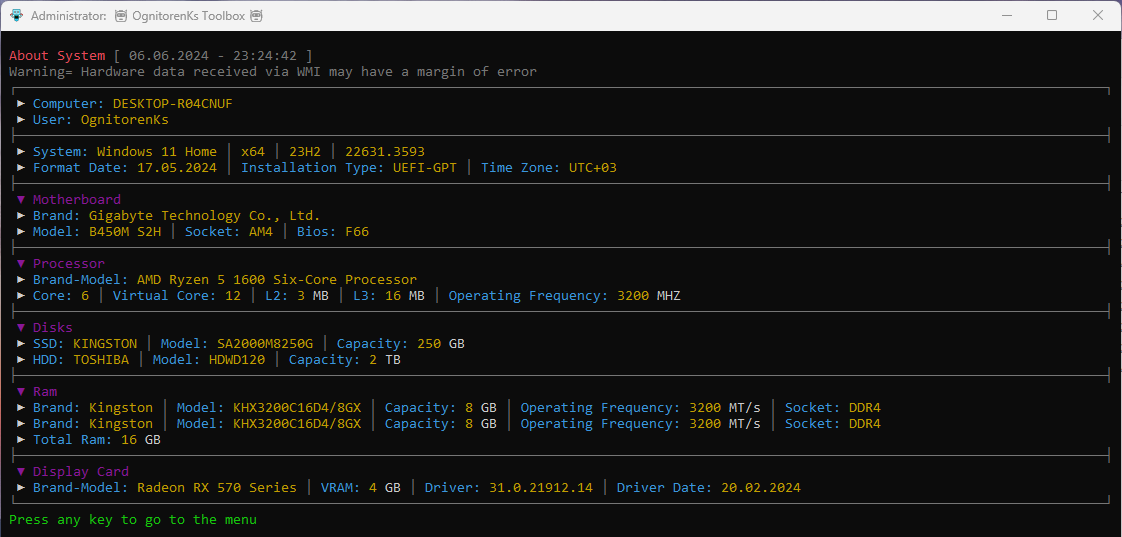 Administrator: OgnitorenKs Toolbox
About System [ 06.06.2024 - 23:24:42 ]
Warning= Hardware data received via WMI may have a margin of error
► Computer: DESKTOP-R04CNUF
► User: OgnitorenKs
► System: Windows 11 Home │ x64 │ 23H2 │ 22631.3593
► Format Date: 17.05.2024 │ Installation Type: UEFI-GPT │ Time Zone: UTC+03
▼ Motherboard
► Brand: Gigabyte Technology Co., Ltd.
► Model: B450M S2H │ Socket: AM4 │ Bios: F66
▼ Processor
► Brand-Model: AMD Ryzen 5 1600 Six-Core Processor
► Core: 6 │ Virtual Core: 12 │ L2: 3 MB │ L3: 16 MB │ Operating Frequency: 3200 MHZ
▼ Disks
► SSD: KINGSTON │ Model: SA2000M8250G │ Capacity: 250 GB
► HDD: TOSHIBA │ Model: HDWD120 │ Capacity: 2 TB
▼ Ram
► Brand: Kingston │ Model: KHX3200C16D4/8GX │ Capacity: 8 GB │ Operating Frequency: 3200 MT/s │ Socket: DDR4
► Brand: Kingston │ Model: KHX3200C16D4/8GX │ Capacity: 8 GB │ Operating Frequency: 3200 MT/s │ Socket: DDR4
► Total Ram: 16 GB
▼ Display Card
► Brand-Model: Radeon RX 570 Series │ VRAM: 4 GB │ Driver: 31.0.21912.14 │ Driver Date: 20.02.2024
Press any key to go to the menu